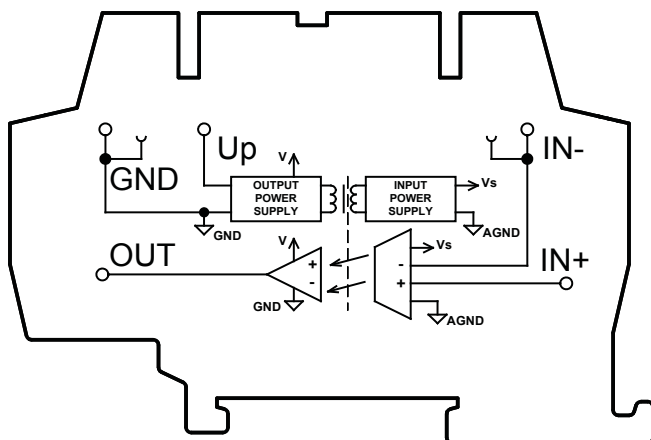 Up
IN-
GND
V
OUTPUT
POWER
SUPPLY
INPUT
POWER
SUPPLY
Vs
GND
AGND
OUT
V
Vs
IN+
+
-
-
+
GND
AGND